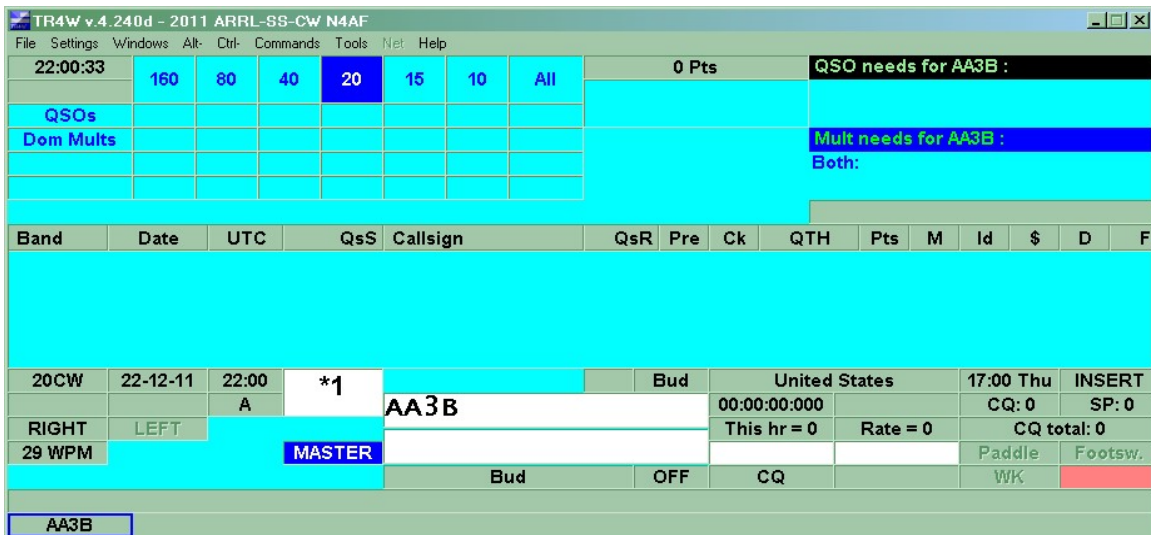 TR4W v.4.240d - 2011 ARRL-SS-CW N4AF
File Settings Windows Alt- Ctrl- Commands Tools Net Help
22:00:33 160 80 40 20 15 10 All 0 Pts QSO needs for AA3B :
QSOs
Dom Mults Mult needs for AA3B :
Both:
Band Date UTC QsS Callsign QsR Pre Ck QTH Pts M Id $ D F
20CW 22-12-11 22:00 *1 Bud United States 17:00 Thu INSERT
A AA3B 00:00:00:000 CQ: 0 SP: 0
RIGHT LEFT This hr = 0 Rate = 0 CQ total: 0
29 WPM MASTER Paddle Footsw.
Bud OFF CQ WK
AA3B